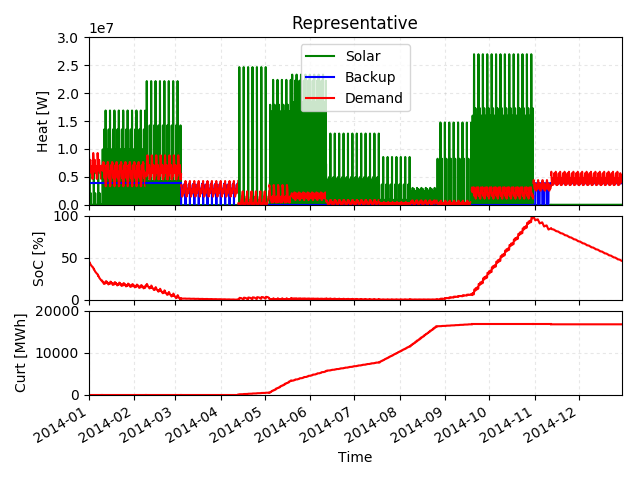 Representative
1e7
3.0
2.5
2.0
1.5
1.0
0.5
0.0
Heat [W]
Solar
Backup
Demand
100
50
0
SoC [%]
20000
10000
0
Curt [MWh]
2014-01
2014-02
2014-03
2014-04
2014-05
2014-06
2014-07
2014-08
2014-09
2014-10
2014-11
2014-12
Time